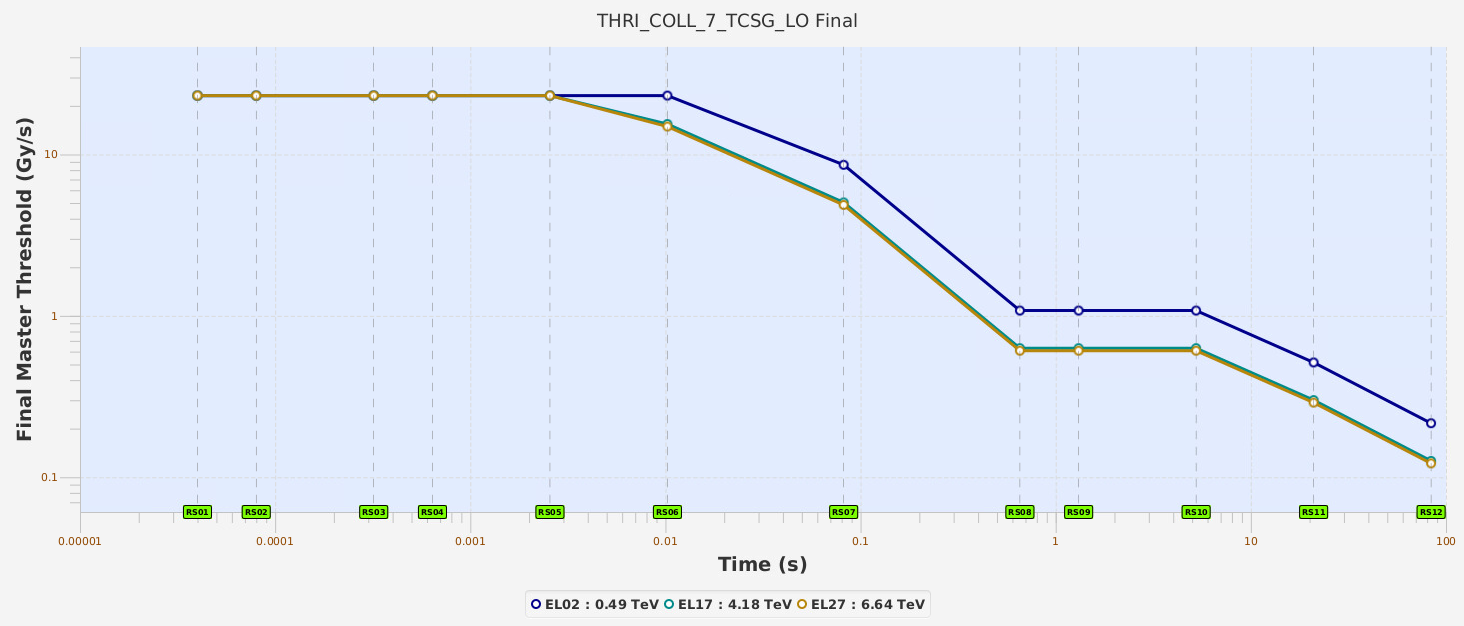 THRI_COLL_7_TCSG_LO Final
Final Master Threshold (Gy/s)
10
1
0.1
RS01 RS02 RS03 RS04 RS05 RS06 RS07 RS08 RS09 RS10 RS11 RS12
0.00001 0.0001 0.001 0.01 0.1 1 10 100
Time (s)
EL02 : 0.49 TeV EL17 : 4.18 TeV EL27 : 6.64 TeV